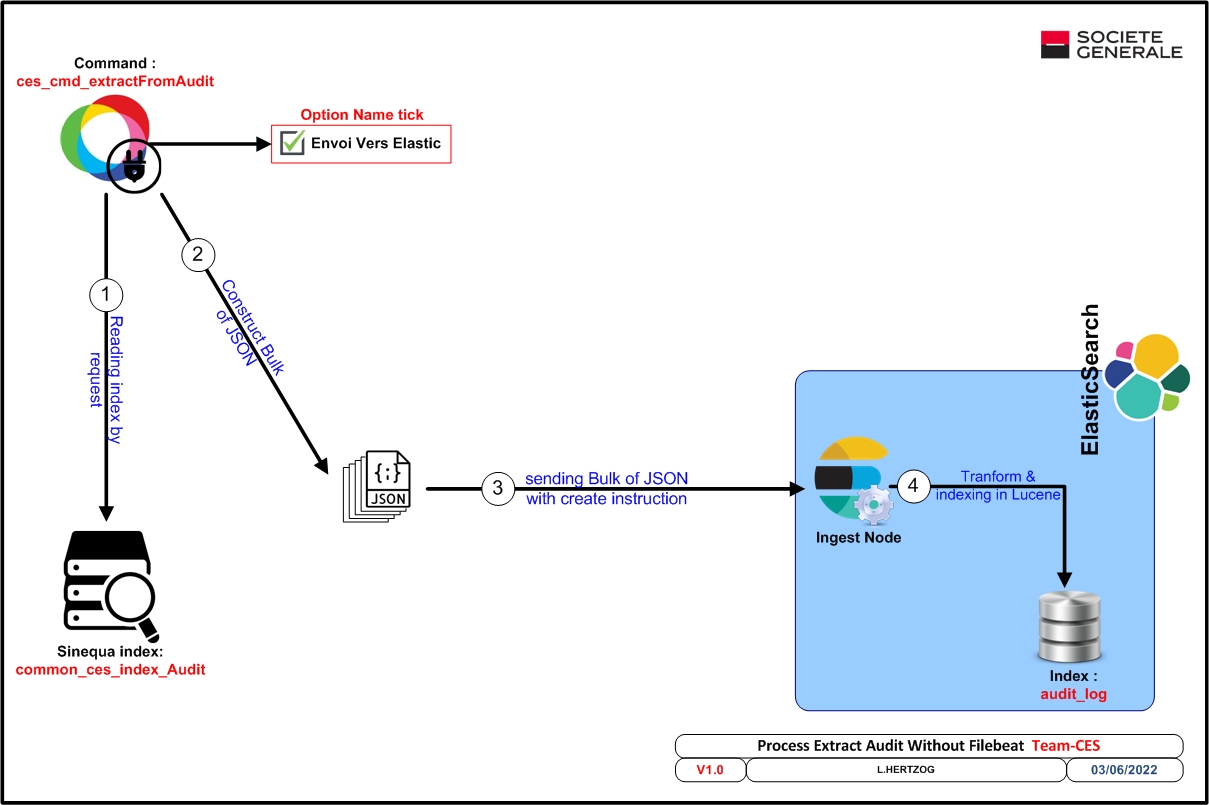 SOCIETE
GENERALE
Command :
ces_cmd_extractFromAudit
Option Name tick
Envoi Vers Elastic
2
Construct Bulk
of JSON
1
Reading index by
request
ElasticSearch
{;}
JSON
3
sending Bulk of JSON
with create instruction
4
Tranform &
indexing in Lucene
Ingest Node
Sinequa index:
common_ces_index_Audit
Index :
audit_log
Process Extract Audit Without Filebeat Team-CES
V1.0
L.HERTZOG
03/06/2022